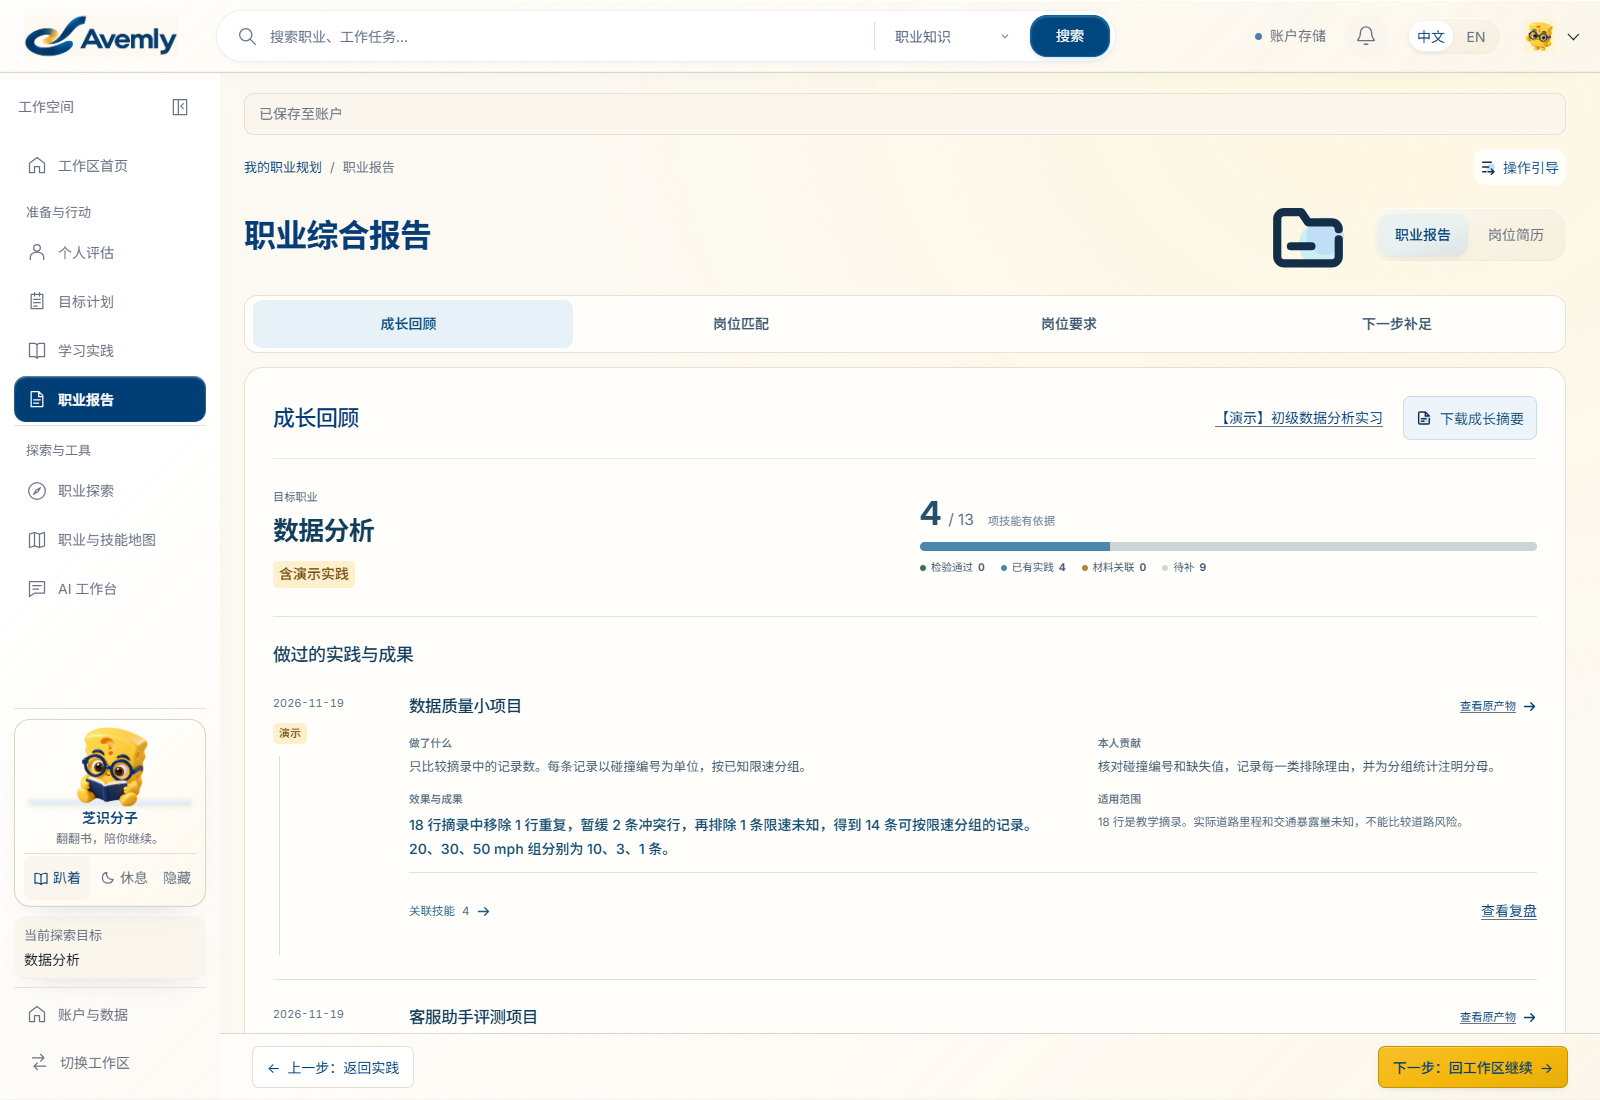 Avemly
搜索职业、工作任务...
职业知识
搜索
账户存储
中文
EN
工作空间
工作区首页
准备与行动
个人评估
目标计划
学习实践
职业报告
探索与工具
职业探索
职业与技能地图
AI 工作台
芝识分子
翻翻书，陪你继续。
趴着
休息
隐藏
当前探索目标
数据分析
账户与数据
切换工作区
已保存至账户
我的职业规划 / 职业报告
操作引导
职业综合报告
职业报告
岗位简历
成长回顾
岗位匹配
岗位要求
下一步补足
成长回顾
【演示】初级数据分析实习
下载成长摘要
目标职业
数据分析
含演示实践
4 / 13 项技能有依据
检验通过 0
已有实践 4
材料关联 0
待补 9
做过的实践与成果
2026-11-19
演示
数据质量小项目
查看原产物 →
做了什么
只比较摘录中的记录数。每条记录以碰撞编号为单位，按已知限速分组。
本人贡献
核对碰撞编号和缺失值，记录每一类排除理由，并为分组统计注明分母。
效果与成果
18 行摘录中移除 1 行重复，暂缓 2 条冲突行，再排除 1 条限速未知，得到 14 条可按限速分组的记录。
20、30、50 mph 组分别为 10、3、1 条。
适用范围
18 行是教学摘录。实际道路里程和交通暴露量未知，不能比较道路风险。
关联技能 4 →
查看复盘
2026-11-19
客服助手评测项目
查看原产物 →
← 上一步：返回实践
下一步：回工作区继续 →